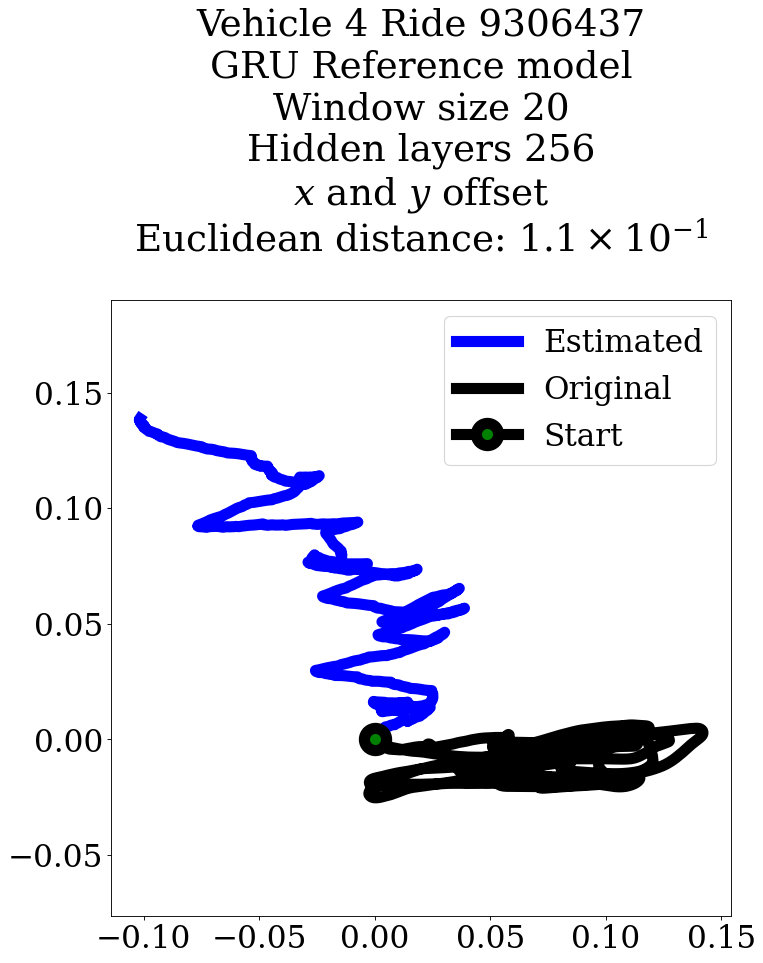 Vehicle 4 Ride 9306437
GRU Reference model
Window size 20
Hidden layers 256
x and y offset
Euclidean distance: 1.1 × 10⁻¹
Estimated
Original
Start
0.15
0.10
0.05
0.00
−0.05
−0.10 −0.05 0.00 0.05 0.10 0.15